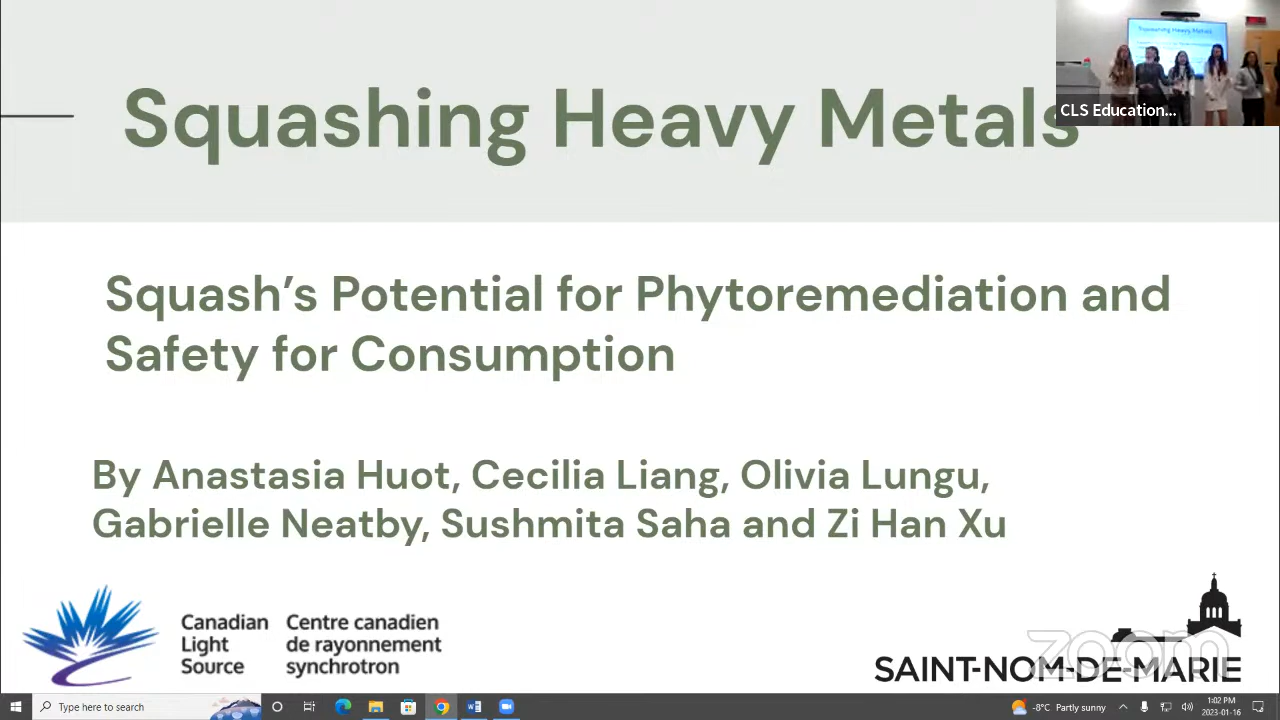 Squashing Heavy Metals
CLS Education...
Squash's Potential for Phytoremediation and
Safety for Consumption
By Anastasia Huot, Cecilia Liang, Olivia Lungu,
Gabrielle Neatby, Sushmita Saha and Zi Han Xu
Canadian
Light
Source
Centre canadien
de rayonnement
synchrotron
zoom
SAINT-NOM-DE-MARIE
Type here to search
-8°C Partly sunny
1:02 PM
2023-01-16